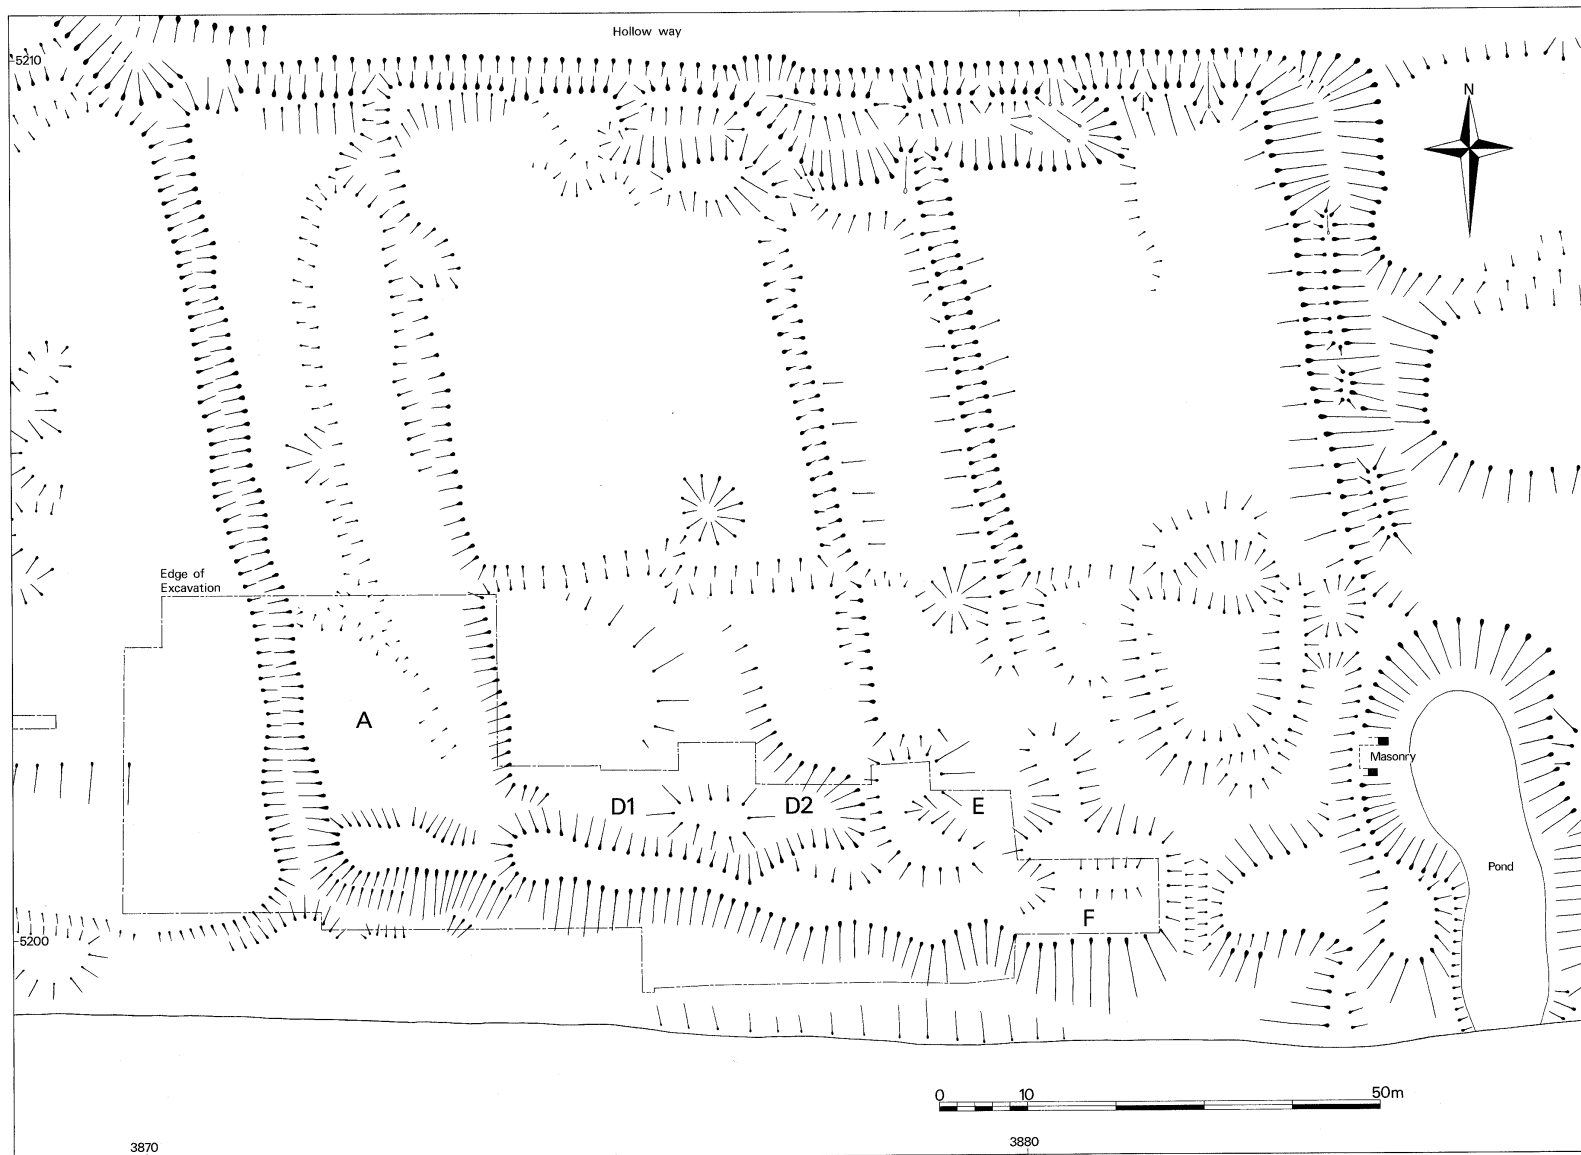 Hollow way
5210
N
Edge of
Excavation
A
Masonry
D1
D2
E
Pond
F
5200
0
10
50m
3870
3880